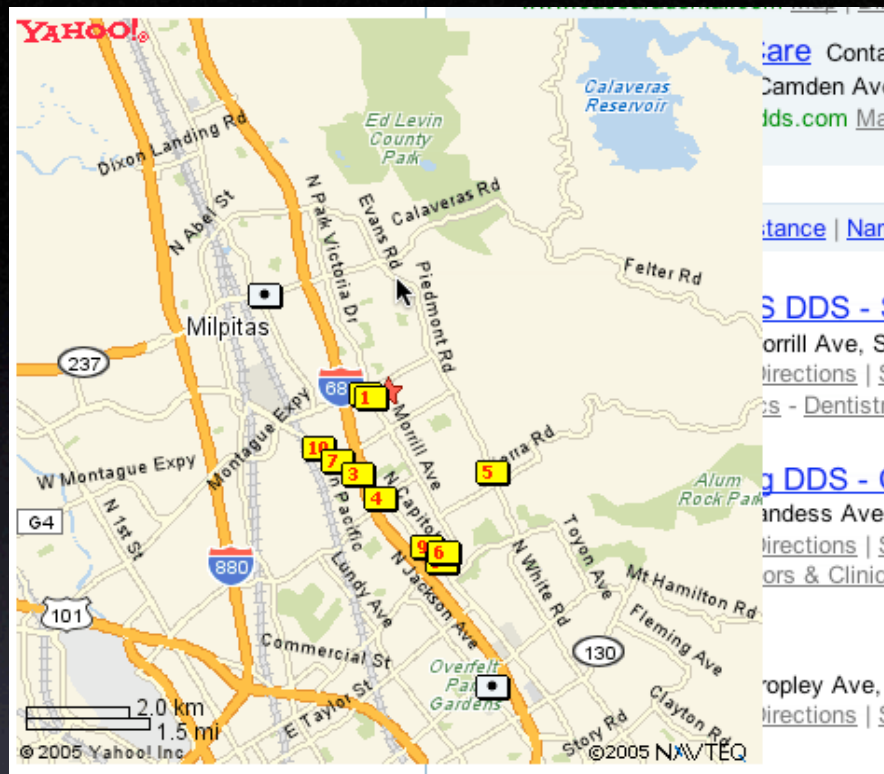 YAHOO!
Dixon Landing Rd
N Abel St
Ed Levin
County
Park
Calaveras
Reservoir
N Park Victoria Dr
Evans Rd
Calaveras Rd
Piedmont Rd
Felter Rd
Milpitas
237
1
Montague Expy
W Montague Expy
N 1st St
G4
880
101
10
7
3
4
5
9
6
Morrill Ave
N Capitol
Pacific
Lundy Ave
N Jackson Ave
N White Rd
Toyon Ave
Alum
Rock Park
Mt Hamilton Rd
Fleming Ave
130
Clayton Rd
Story Rd
Commercial St
E Taylor St
Overfelt
Gardens
2.0 km
1.5 mi
© 2005 Yahoo! Inc
©2005 NAVTEQ
Care Conta
Camden Ave
dds.com Ma
stance | Nar
S DDS - S
orrill Ave, S
Directions | S
cs - Dentistr
g DDS - C
andess Ave
Directions | S
ors & Clinic
ropley Ave,
Directions | S